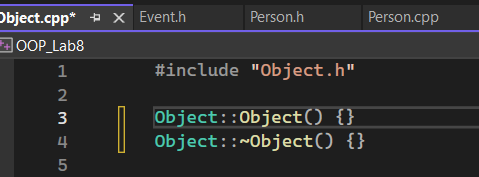 Object.cpp*
Event.h
Person.h
Person.cpp
OOP_Lab8
1 #include "Object.h"
2
3 Object::Object() {}
4 Object::~Object() {}
5